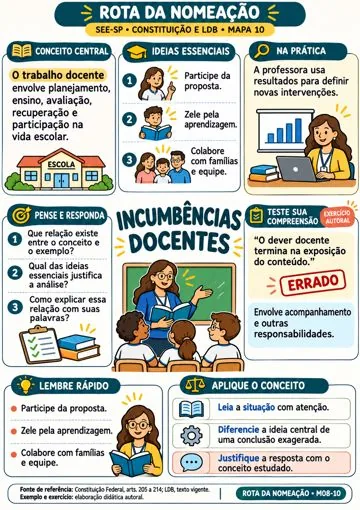 ROTA DA NOMEAÇÃO
SEE-SP • CONSTITUIÇÃO E LDB • MAPA 10
CONCEITO CENTRAL
O trabalho docente
envolve planejamento,
ensino, avaliação,
recuperação e
participação na
vida escolar.
ESCOLA
IDEIAS ESSENCIAIS
1
Participe da
proposta.
2
Zele pela
aprendizagem.
3
Colabore
com famílias
e equipe.
NA PRÁTICA
A professora usa
resultados para definir
novas intervenções.
PENSE E RESPONDA
1
Que relação existe
entre o conceito e
o exemplo?
2
Qual das ideias
essenciais justifica
a análise?
3
Como explicar essa
relação com suas
palavras?
INCUMBÊNCIAS
DOCENTES
TESTE SUA
COMPREENSÃO
EXERCÍCIO
AUTORAL
“O dever docente
termina na exposição
do conteúdo.”
ERRADO
Envolve acompanhamento
e outras
responsabilidades.
LEMBRE RÁPIDO
Participe da proposta.
Zele pela aprendizagem.
Colabore com famílias
e equipe.
APLIQUE O CONCEITO
Leia a situação com atenção.
Diferencie a ideia central
de uma conclusão exagerada.
Justifique a resposta com o
conceito estudado.
Fonte de referência: Constituição Federal, arts. 205 a 214; LDB, texto vigente.
Exemplo e exercício: elaboração didática autoral.
ROTA DA NOMEAÇÃO • M08-10